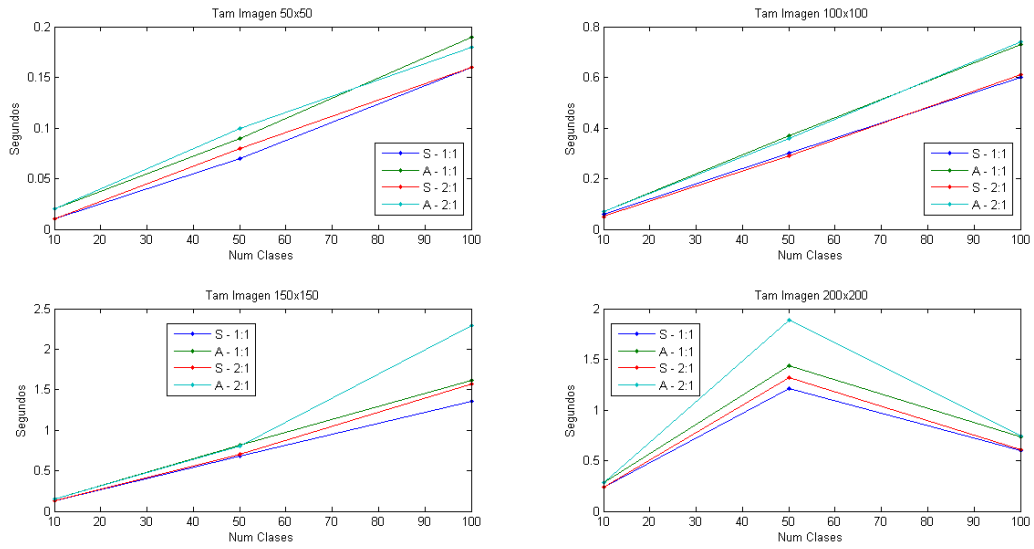 Tam Imagen 50x50
Segundos
0.2
0.15
0.1
0.05
0
10 20 30 40 50 60 70 80 90 100
Num Clases
S - 1:1
A - 1:1
S - 2:1
A - 2:1
Tam Imagen 100x100
Segundos
0.8
0.6
0.4
0.2
0
10 20 30 40 50 60 70 80 90 100
Num Clases
S - 1:1
A - 1:1
S - 2:1
A - 2:1
Tam Imagen 150x150
Segundos
2.5
2
1.5
1
0.5
0
10 20 30 40 50 60 70 80 90 100
Num Clases
S - 1:1
A - 1:1
S - 2:1
A - 2:1
Tam Imagen 200x200
Segundos
2
1.5
1
0.5
0
10 20 30 40 50 60 70 80 90 100
Num Clases
S - 1:1
A - 1:1
S - 2:1
A - 2:1